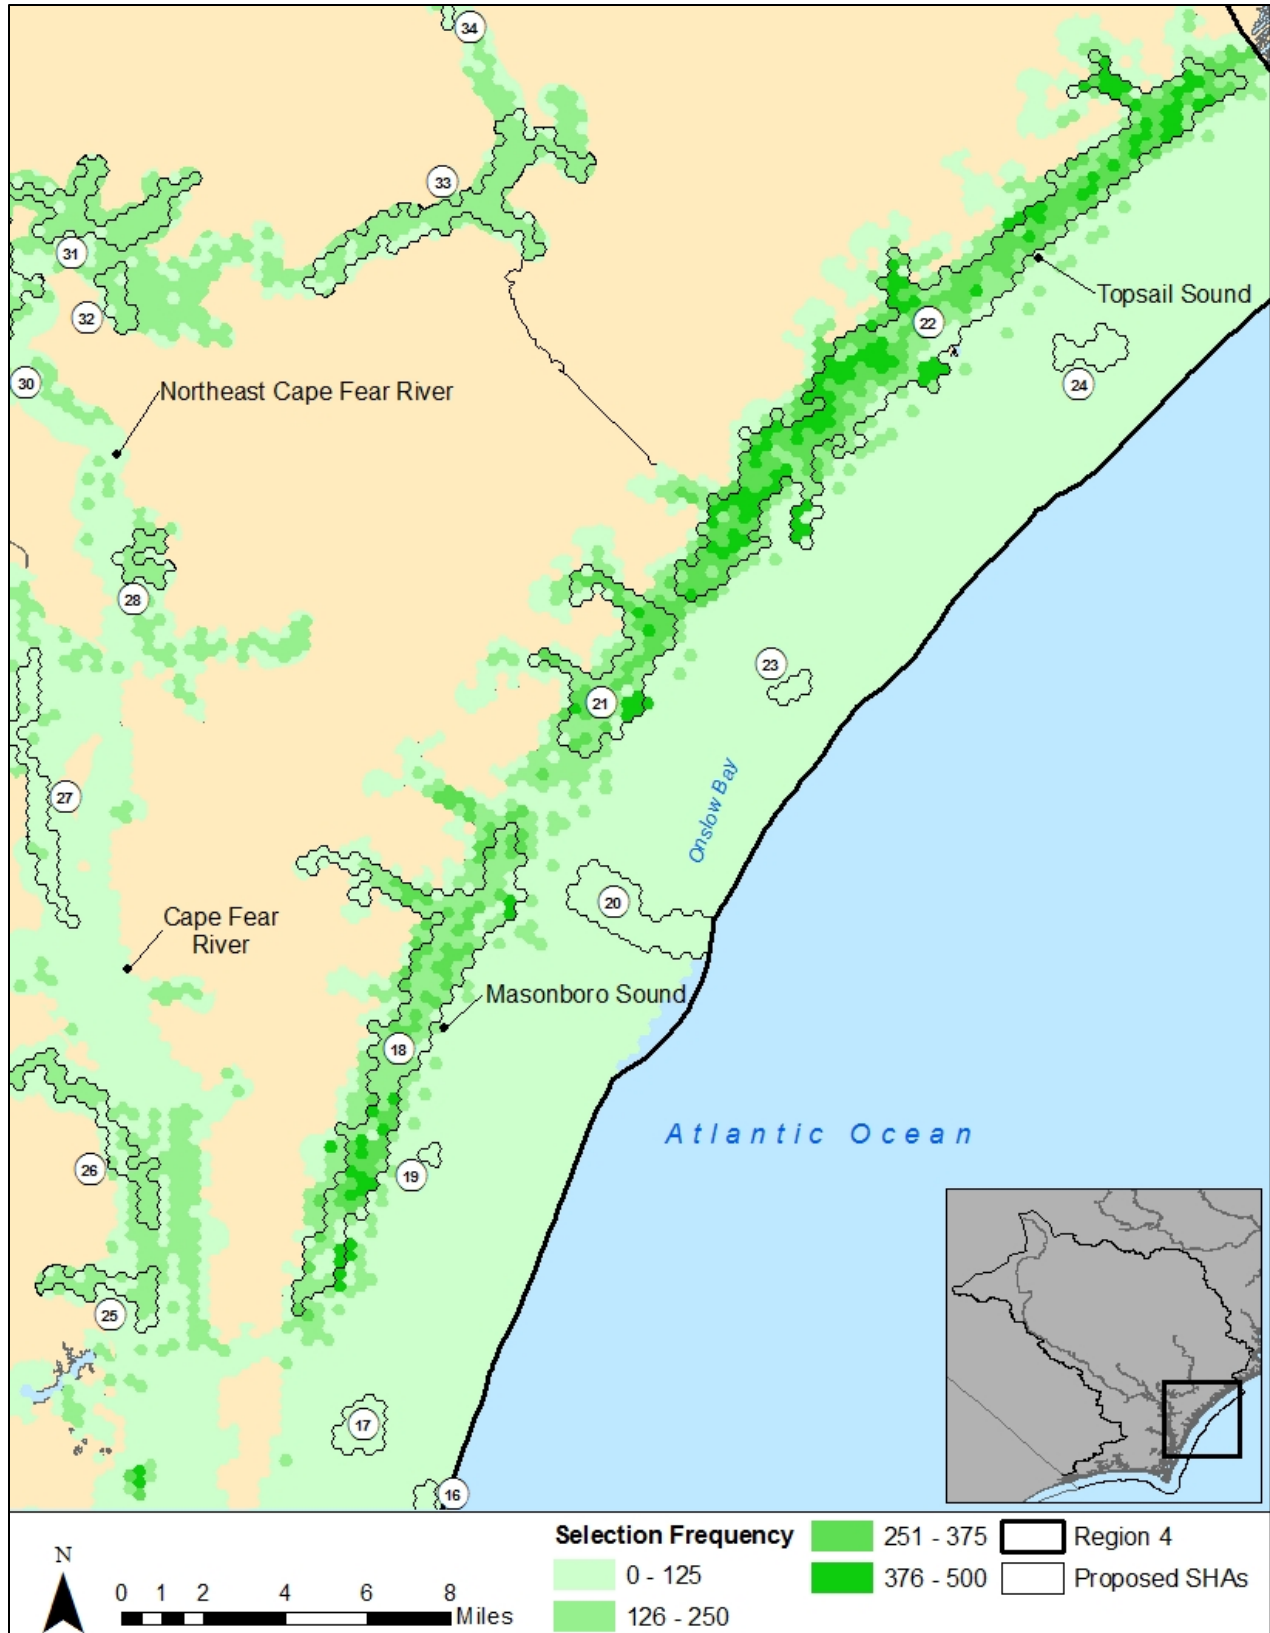 34
33
31
32
Topsail Sound
22
24
30
Northeast Cape Fear River
28
23
21
27
Onslow Bay
20
Cape Fear
River
Masonboro Sound
18
Atlantic Ocean
26
19
25
17
16
Selection Frequency
0 - 125
126 - 250
251 - 375
376 - 500
Region 4
Proposed SHAs
N
0 1 2 4 6 8
Miles